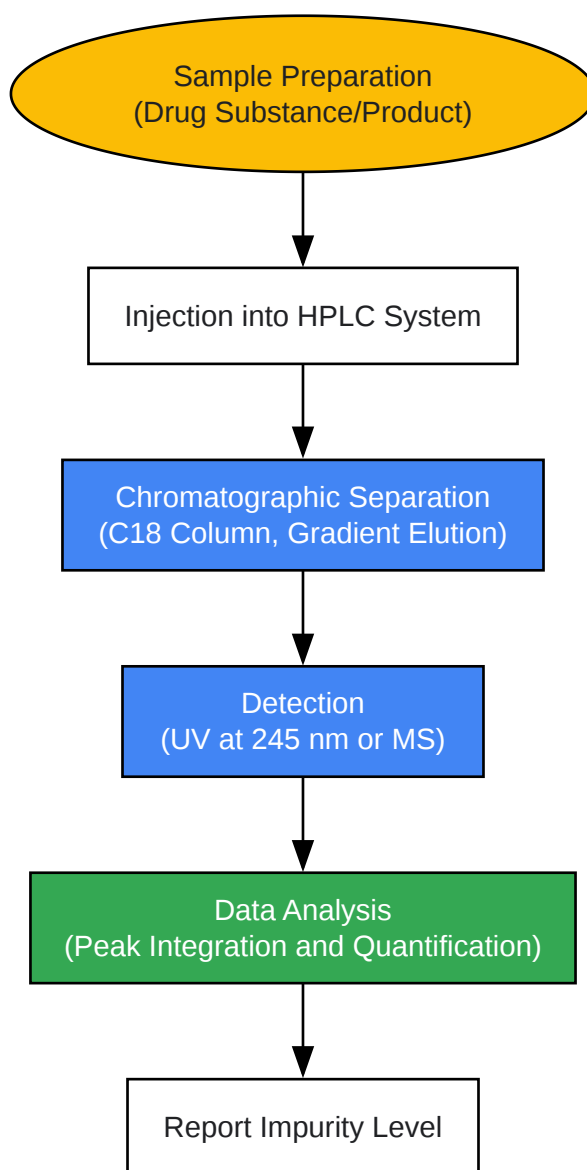 Sample Preparation
(Drug Substance/Product)
Injection into HPLC System
Chromatographic Separation
(C18 Column, Gradient Elution)
Detection
(UV at 245 nm or MS)
Data Analysis
(Peak Integration and Quantification)
Report Impurity Level